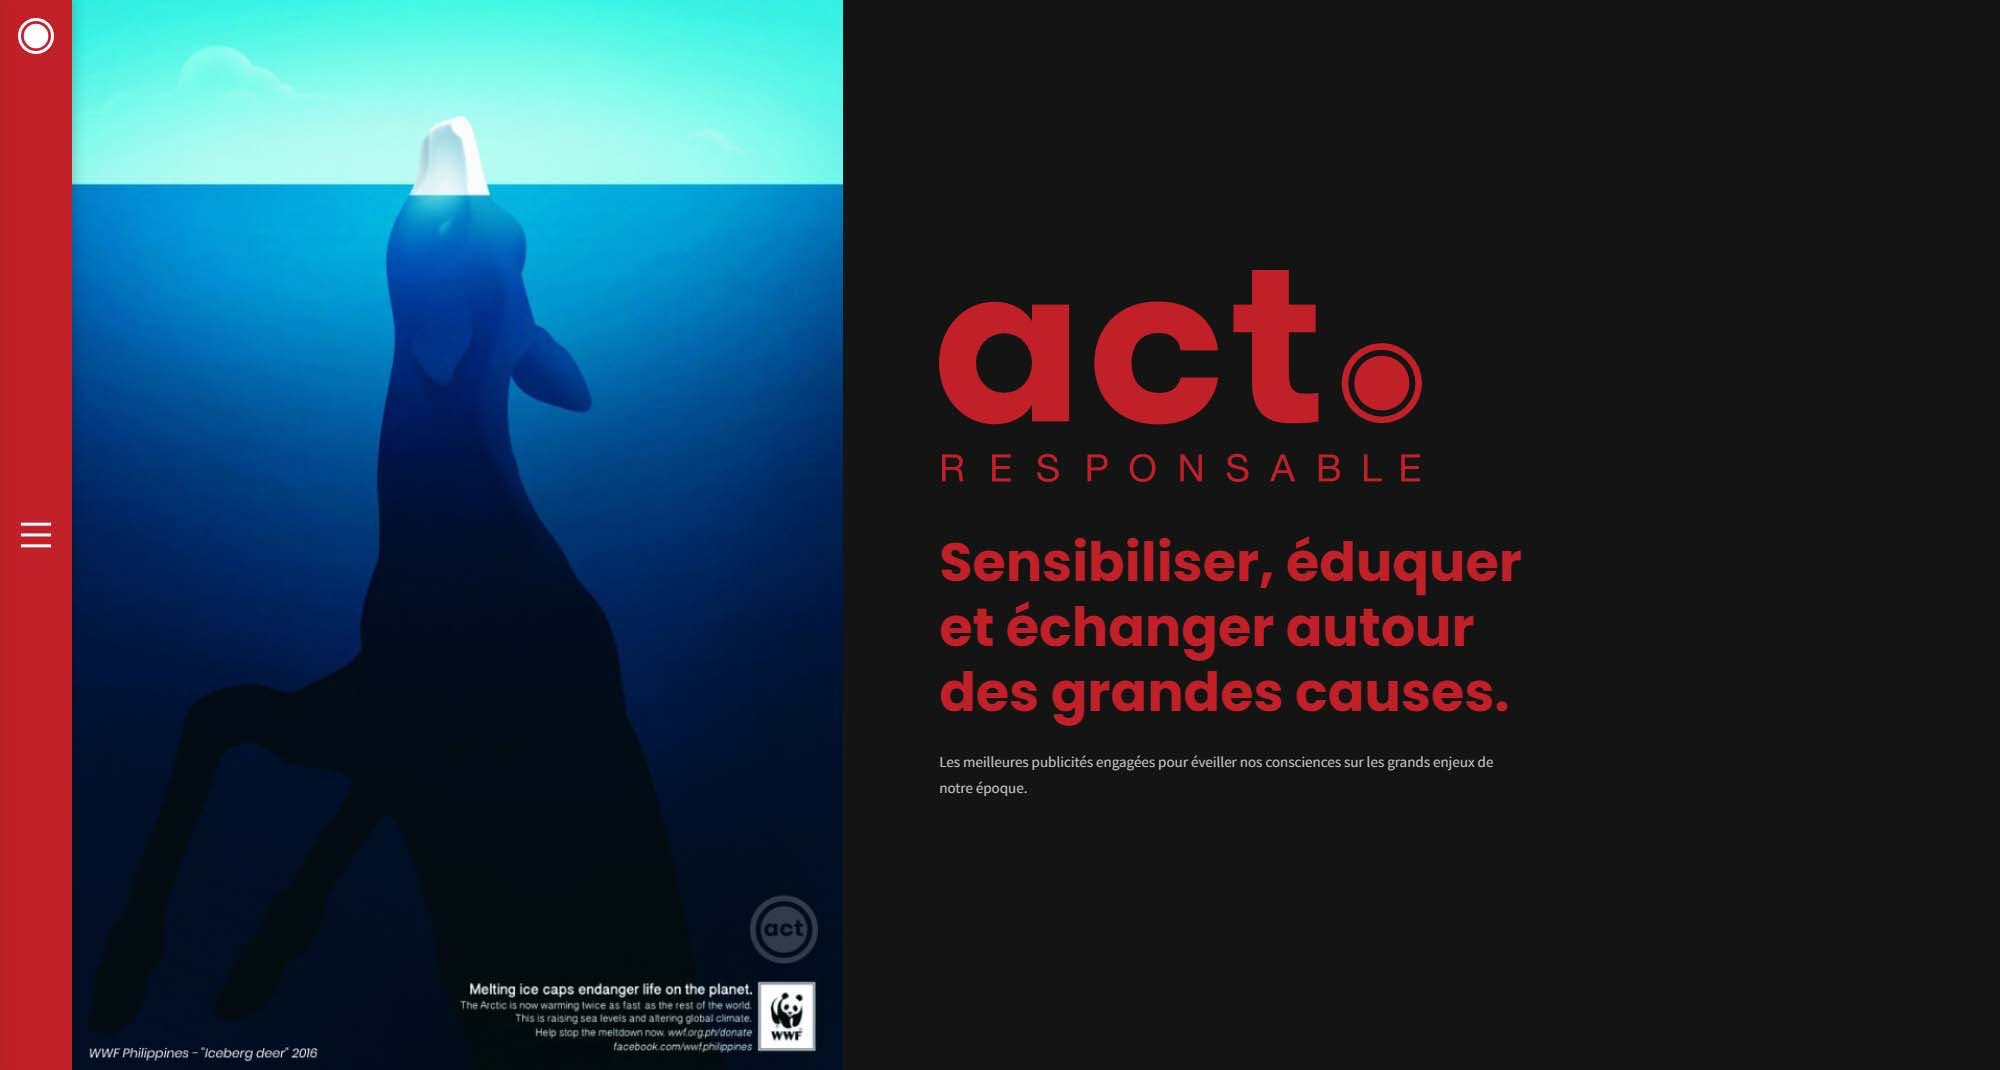 act
RESPONSABLE
Sensibiliser, éduquer
et échanger autour
des grandes causes.
Les meilleures publicités engagées pour éveiller nos consciences sur les grands enjeux de
notre époque.
act
Melting ice caps endanger life on the planet.
The Arctic is now warming twice as fast as the rest of the world.
This is raising sea levels and altering global climate.
Help stop the meltdown now. wwf.org.ph/donate
facebook.com/wwf.philippines
WWF
WWF Philippines - "Iceberg deer" 2016